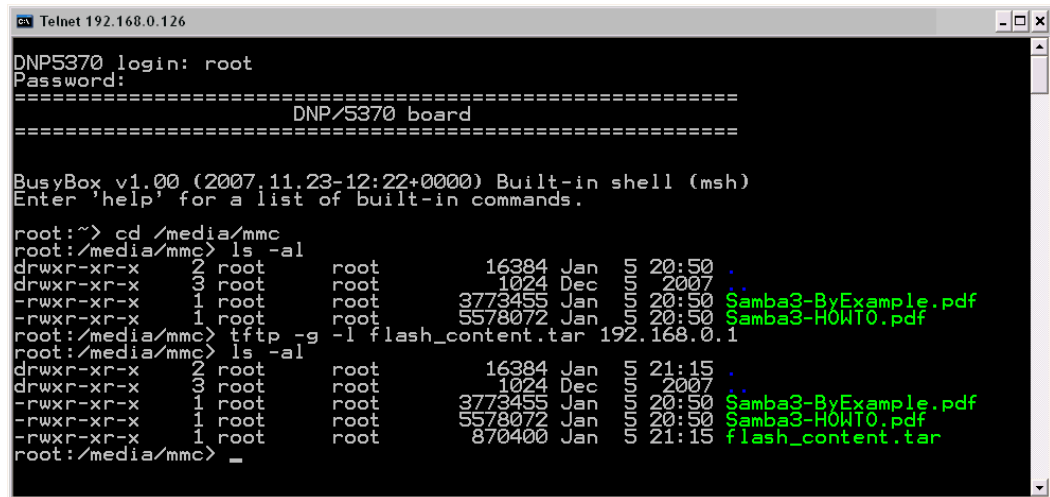 Telnet 192.168.0.126
DNP5370 login: root
Password:
=========================================================
DNP/5370 board
=========================================================
BusyBox v1.00 (2007.11.23-12:22+0000) Built-in shell (msh)
Enter 'help' for a list of built-in commands.
root:~> cd /media/mmc
root:/media/mmc> ls -al
drwxr-xr-x    2 root     root        16384 Jan  5 20:50 .
drwxr-xr-x    3 root     root         1024 Dec  5  2007 ..
-rwxr-xr-x    1 root     root      3773455 Jan  5 20:50 Samba3-ByExample.pdf
-rwxr-xr-x    1 root     root      5578072 Jan  5 20:50 Samba3-HOWTO.pdf
root:/media/mmc> tftp -g -l flash_content.tar 192.168.0.1
root:/media/mmc> ls -al
drwxr-xr-x    2 root     root        16384 Jan  5 21:15 .
drwxr-xr-x    3 root     root         1024 Dec  5  2007 ..
-rwxr-xr-x    1 root     root      3773455 Jan  5 20:50 Samba3-ByExample.pdf
-rwxr-xr-x    1 root     root      5578072 Jan  5 20:50 Samba3-HOWTO.pdf
-rwxr-xr-x    1 root     root       870400 Jan  5 21:15 flash_content.tar
root:/media/mmc> _